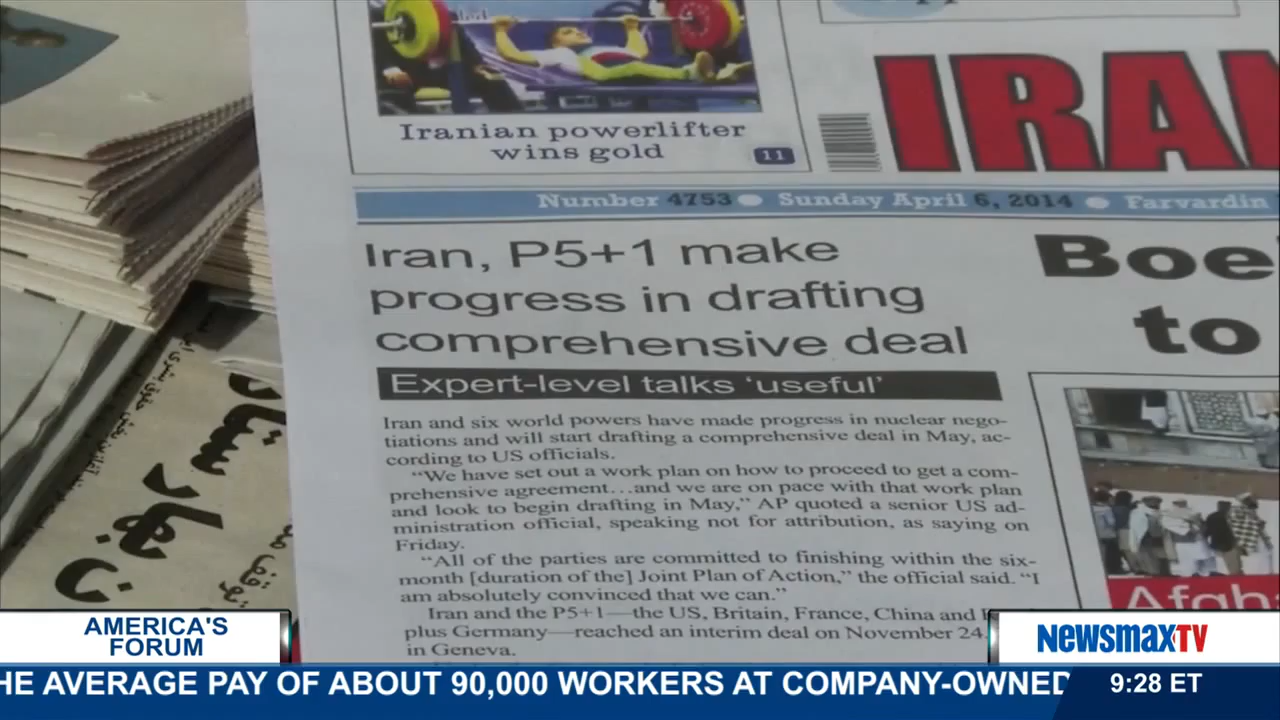 Iranian powerlifter
wins gold
11
IRA
Number 4753 Sunday April 6, 2014 Farvardin
Iran, P5+1 make
progress in drafting
comprehensive deal
Expert-level talks ‘useful’
Iran and six world powers have made progress in nuclear nego-
tiations and will start drafting a comprehensive deal in May, ac-
cording to US officials.
“We have set out a work plan on how to proceed to get a com-
prehensive agreement...and we are on pace with that work plan
and look to begin drafting in May,” AP quoted a senior US ad-
ministration official, speaking not for attribution, as saying on
Friday.
“All of the parties are committed to finishing within the six-
month [duration of the] Joint Plan of Action,” the official said. “I
am absolutely convinced that we can.”
Iran and the P5+1—the US, Britain, France, China and
plus Germany—reached an interim deal on November 24
in Geneva.
Boe
to
Afgha
AMERICA'S
FORUM
NEWSMAXTV
HE AVERAGE PAY OF ABOUT 90,000 WORKERS AT COMPANY-OWNED
9:28 ET